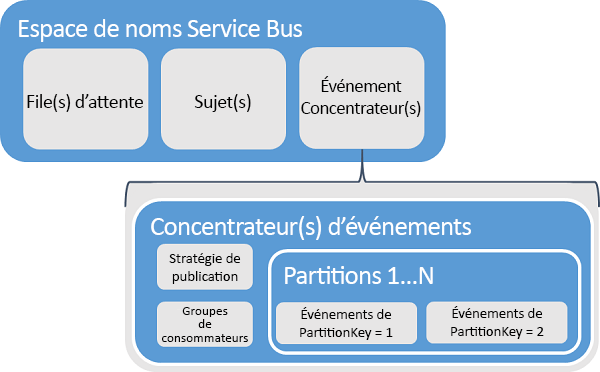 Espace de noms Service Bus
File(s) d'attente
Sujet(s)
Événement
Concentrateur(s)
Concentrateur(s) d'événements
Stratégie de
publication
Groupes
de
consommateurs
Partitions 1...N
Événements de
PartitionKey = 1
Événements de
PartitionKey = 2